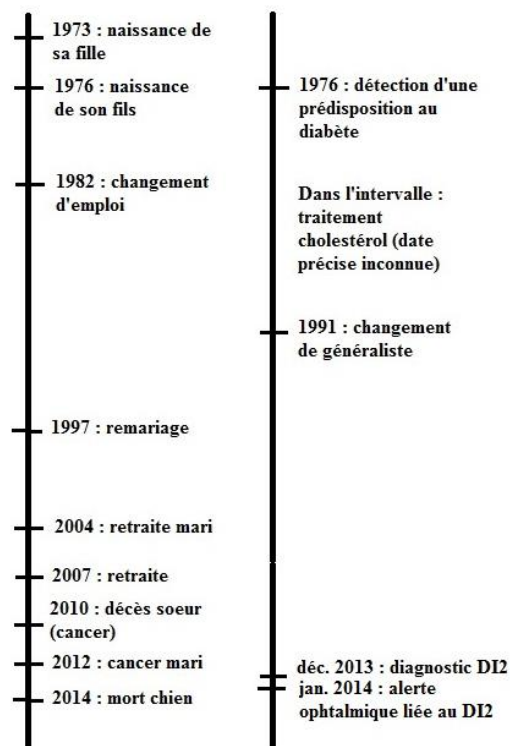 1973 : naissance de
sa fille
1976 : naissance
de son fils
1982 : changement
d'emploi
1997 : remariage
2004 : retraite mari
2007 : retraite
2010 : décès soeur
(cancer)
2012 : cancer mari
2014 : mort chien
1976 : détection d'une
prédisposition au
diabète
Dans l'intervalle :
traitement
cholestérol (date
précise inconnue)
1991 : changement
de généraliste
déc. 2013 : diagnostic DI2
jan. 2014 : alerte
ophtalmique liée au DI2